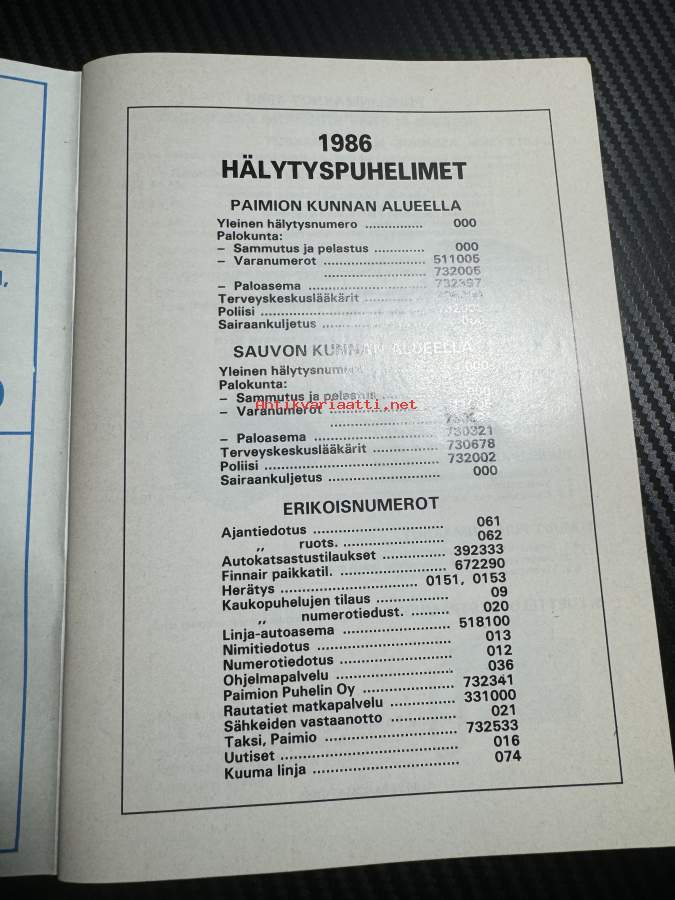 1986
HÄLYTYSPUHELIMET
PAIMION KUNNAN ALUEELLA
Yleinen hälytysnumero ............... 000
Palokunta:
– Sammutus ja pelastus ............. 000
– Varanumerot .......................... 511006
.......................... 732006
– Paloasema ..............................
Terveyskeskuslääkärit ................
Poliisi ..........................................
Sairaankuljetus ........................... 000
SAUVON KUNNAN ALUEELLA
Yleinen hälytysnumero 000
Palokunta:
– Sammutus ja pelastus
– Varanumerot
Antikvariaatti.net
– Paloasema .............................. 730321
Terveyskeskuslääkärit ................ 730678
Poliisi .......................................... 732002
Sairaankuljetus ........................... 000
ERIKOISNUMEROT
Ajantiedotus ................................ 061
„ ruots. ......................... 062
Autokatsastustilaukset ................ 392333
Finnair paikkatil. .......................... 672290
Herätys .................................. 0151, 0153
Kaukopuhelujen tilaus .................. 09
„ numerotiedust. .......... 020
Linja-autoasema .......................... 518100
Nimitiedotus ................................ 013
Numerotiedotus ........................... 012
Ohjelmapalvelu ............................ 036
Paimion Puhelin Oy ...................... 732341
Rautatiet matkapalvelu ................ 331000
Sähkeiden vastaanotto ................ 021
Taksi, Paimio ................................ 732533
Uutiset ......................................... 016
Kuuma linja .................................. 074